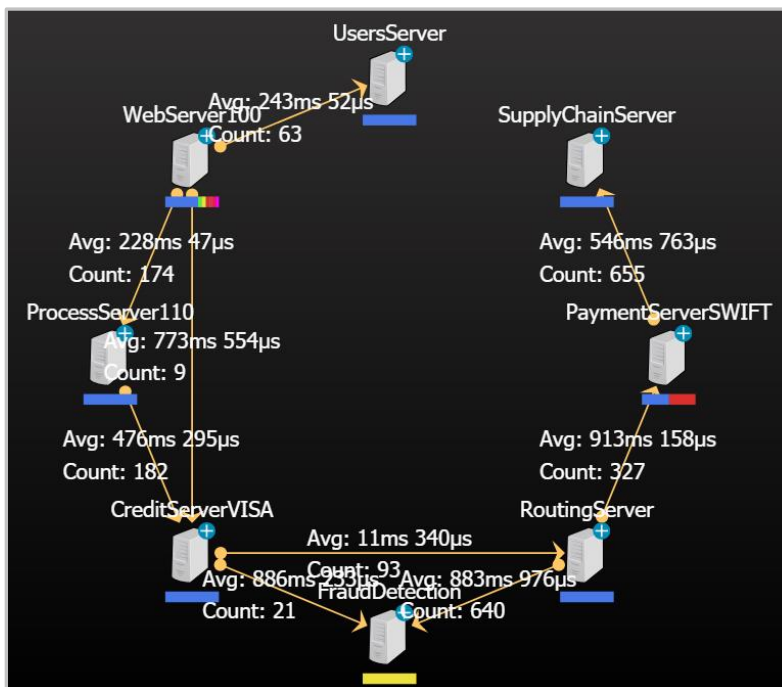 UsersServer
WebServer100
Avg: 243ms 52µs
Count: 63
SupplyChainServer
Avg: 228ms 47µs
Count: 174
Avg: 546ms 763µs
Count: 655
ProcessServer110
PaymentServerSWIFT
Avg: 773ms 554µs
Count: 9
Avg: 476ms 295µs
Count: 182
Avg: 913ms 158µs
Count: 327
CreditServerVISA
RoutingServer
Avg: 11ms 340µs
Count: 93
Avg: 886ms
Count: 21
Avg: 883ms 976µs
Count: 640
FraudDetection